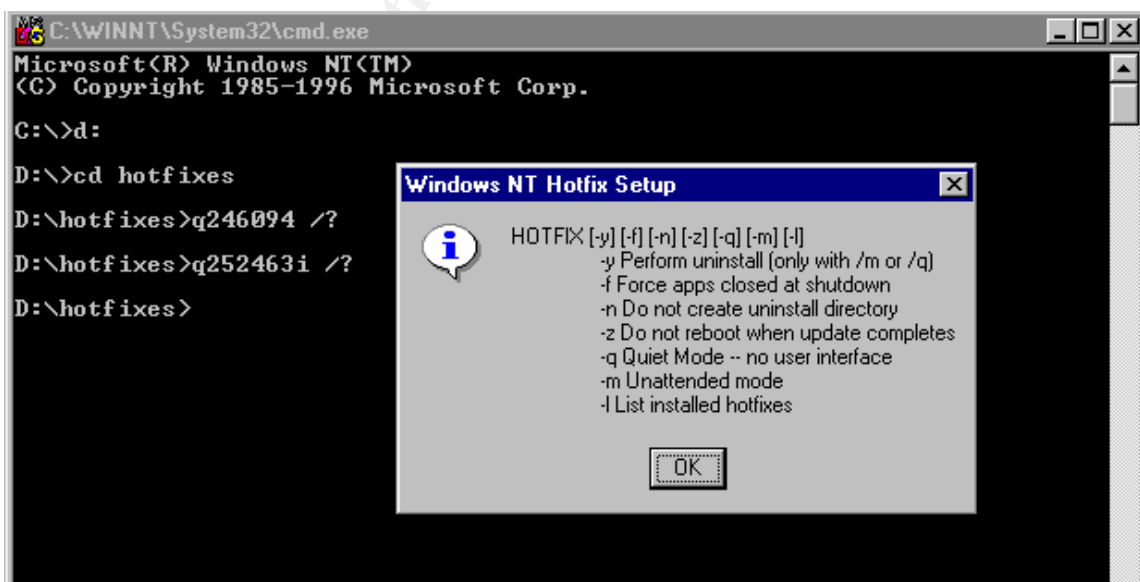 C:\WINNT\System32\cmd.exe
Microsoft(R) Windows NT(TM)
(C) Copyright 1985-1996 Microsoft Corp.
C:\>d:
D:\>cd hotfixes
D:\hotfixes>q246094 /?
D:\hotfixes>q252463i /?
D:\hotfixes>
Windows NT Hotfix Setup
HOTFIX [-y] [-f] [-n] [-z] [-q] [-m] [-l]
-y Perform uninstall (only with /m or /q)
-f Force apps closed at shutdown
-n Do not create uninstall directory
-z Do not reboot when update completes
-q Quiet Mode -- no user interface
-m Unattended mode
-l List installed hotfixes
OK